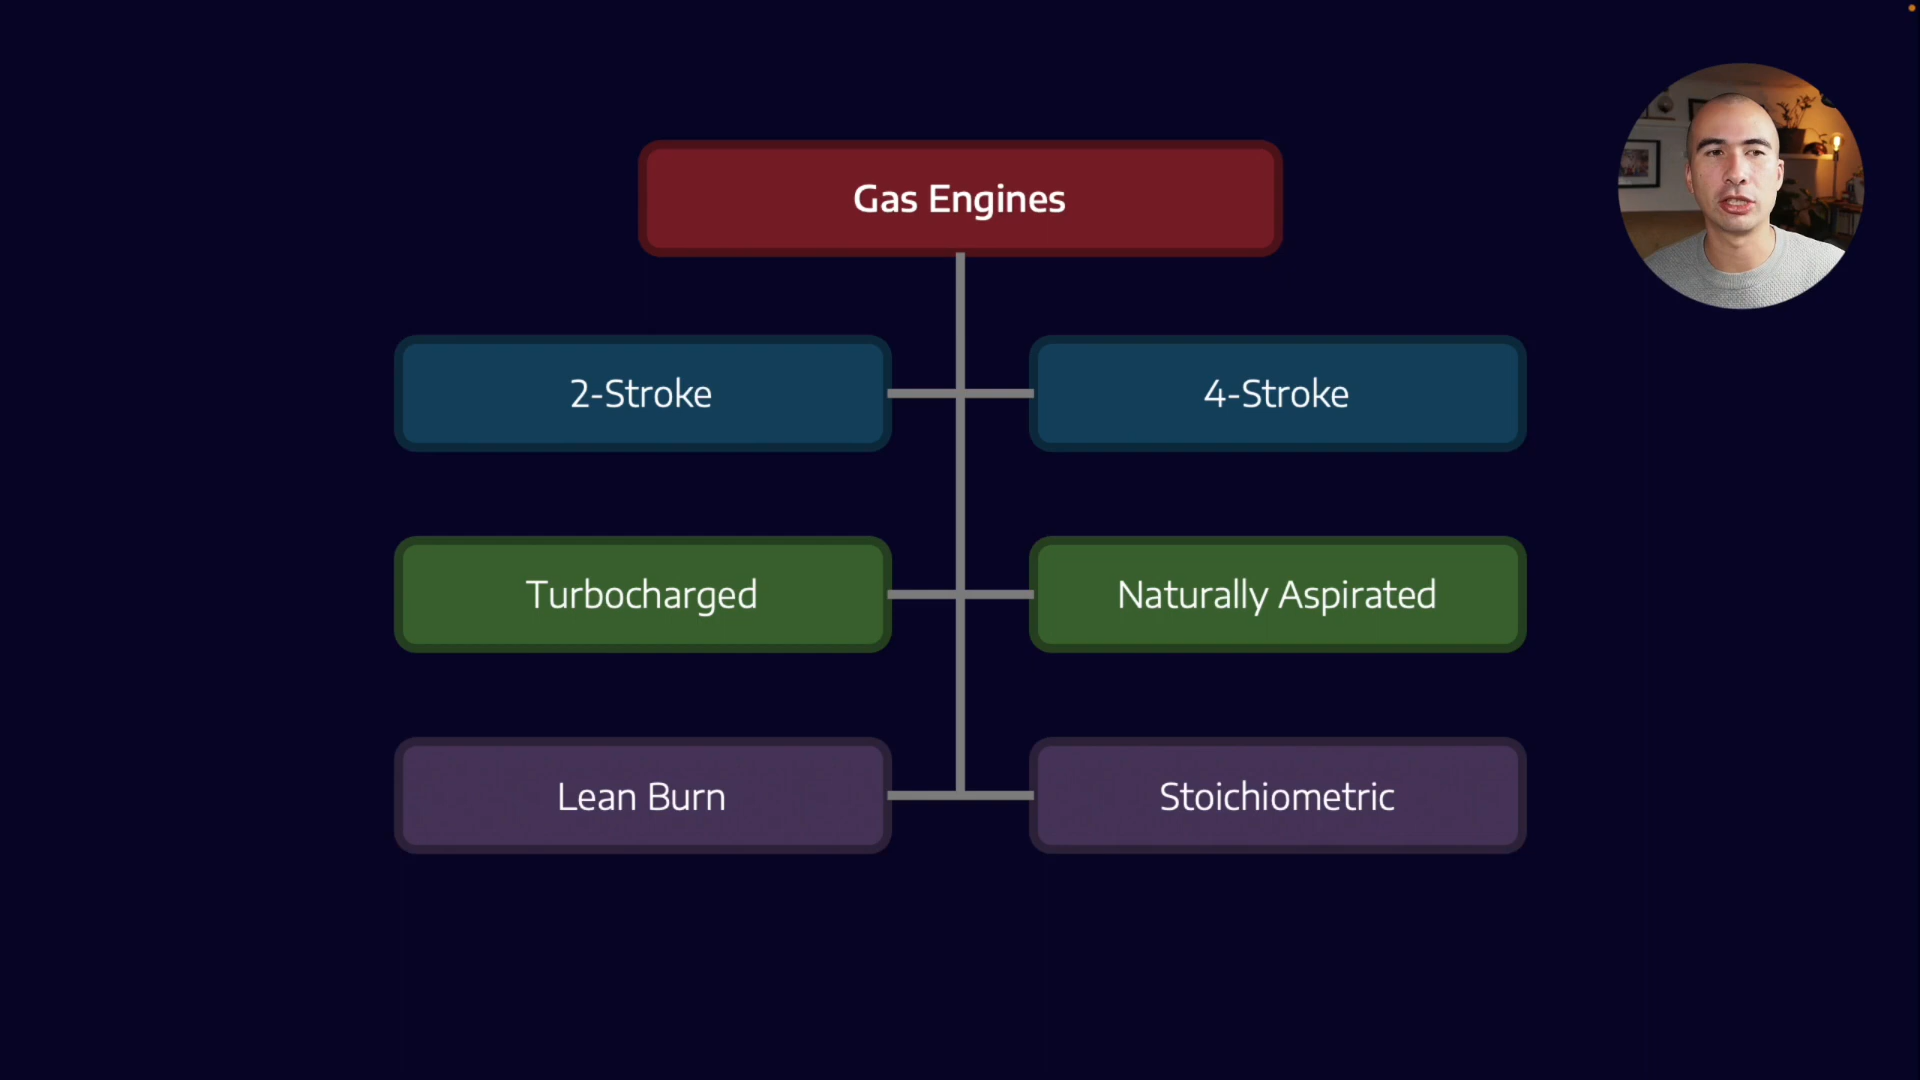 Gas Engines
2-Stroke
4-Stroke
Turbocharged
Naturally Aspirated
Lean Burn
Stoichiometric